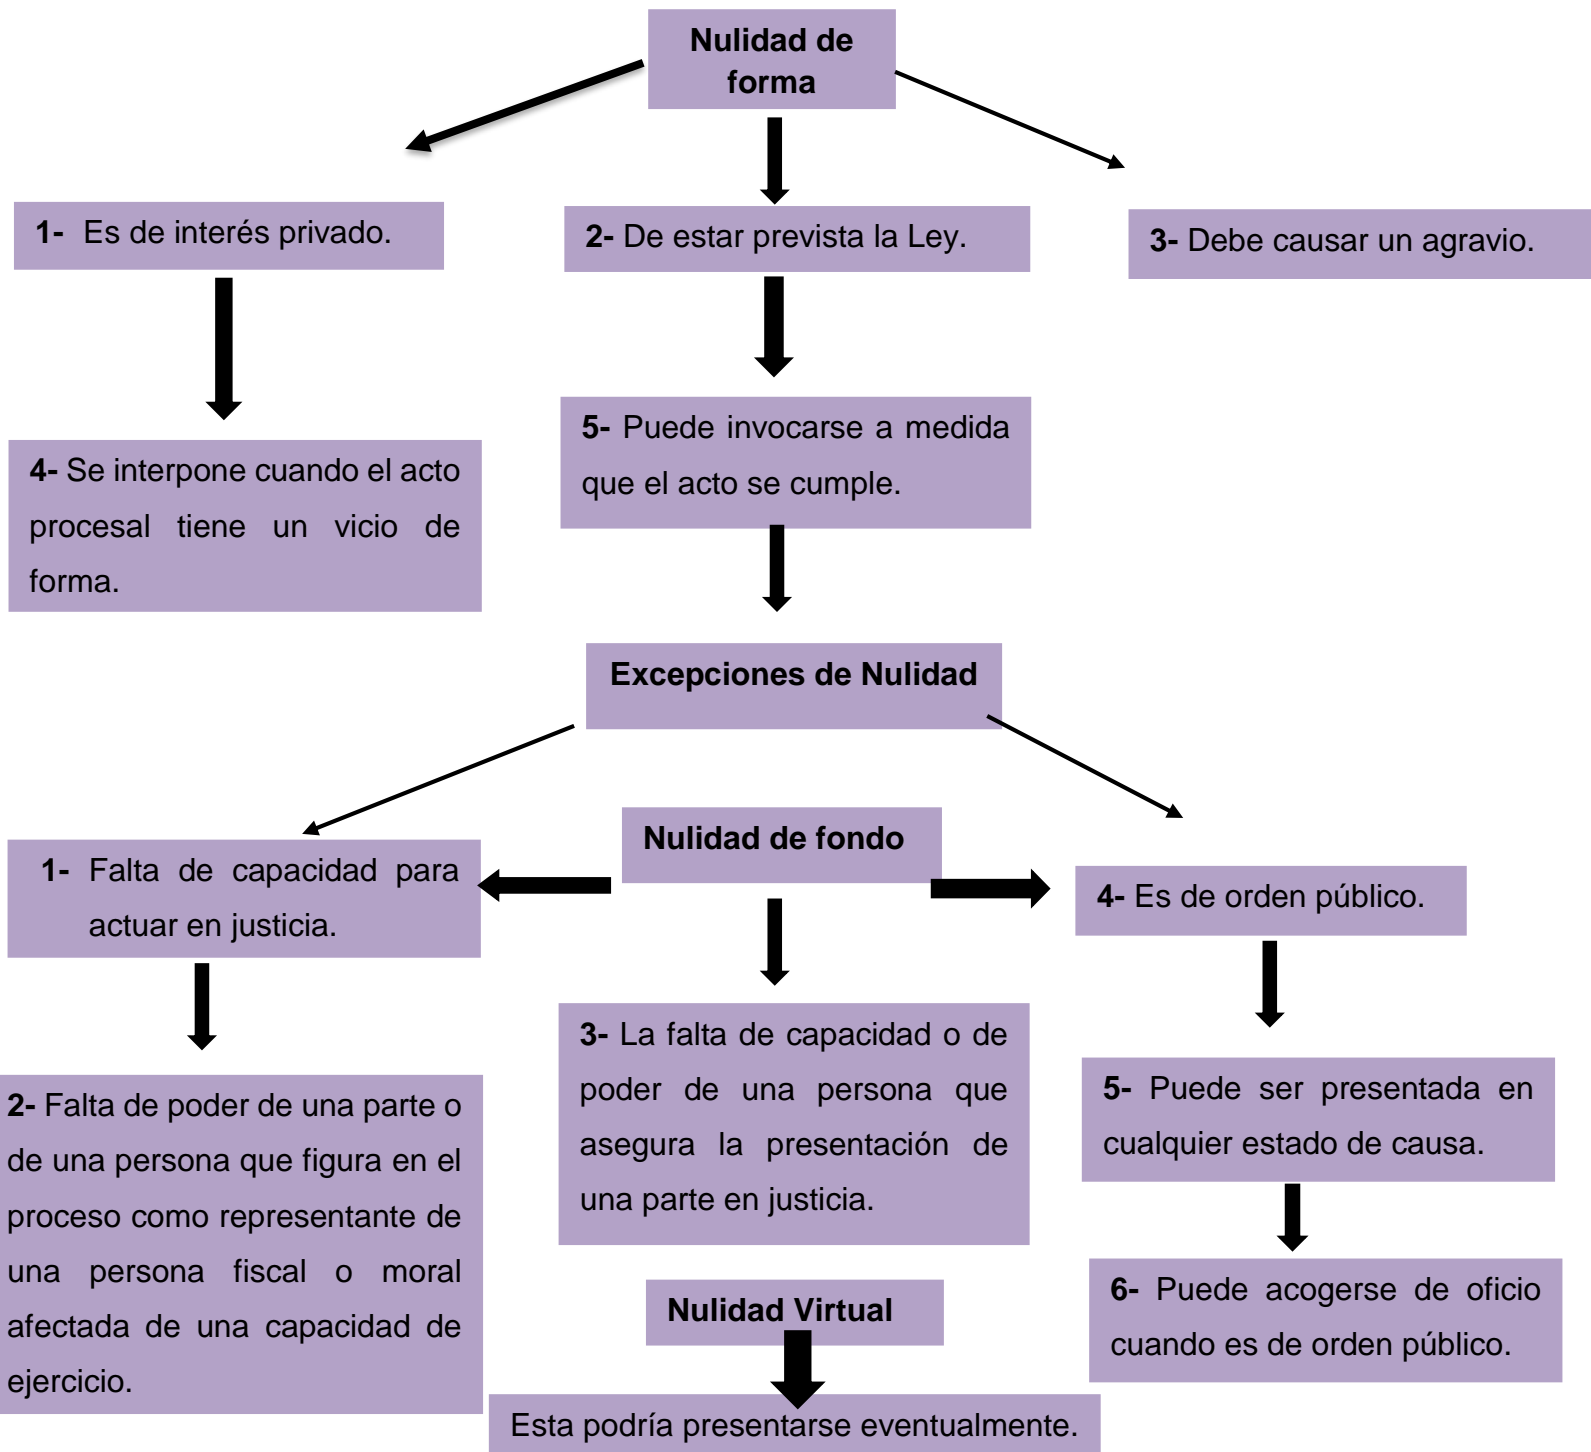 Nulidad de
forma
1- Es de interés privado.
2- De estar prevista la Ley.
3- Debe causar un agravio.
4- Se interpone cuando el acto
procesal tiene un vicio de
forma.
5- Puede invocarse a medida
que el acto se cumple.
Excepciones de Nulidad
Nulidad de fondo
1- Falta de capacidad para
actuar en justicia.
2- Falta de poder de una parte o
de una persona que figura en el
proceso como representante de
una persona fiscal o moral
afectada de una capacidad de
ejercicio.
3- La falta de capacidad o de
poder de una persona que
asegura la presentación de
una parte en justicia.
4- Es de orden público.
5- Puede ser presentada en
cualquier estado de causa.
6- Puede acogerse de oficio
cuando es de orden público.
Nulidad Virtual
Esta podría presentarse eventualmente.